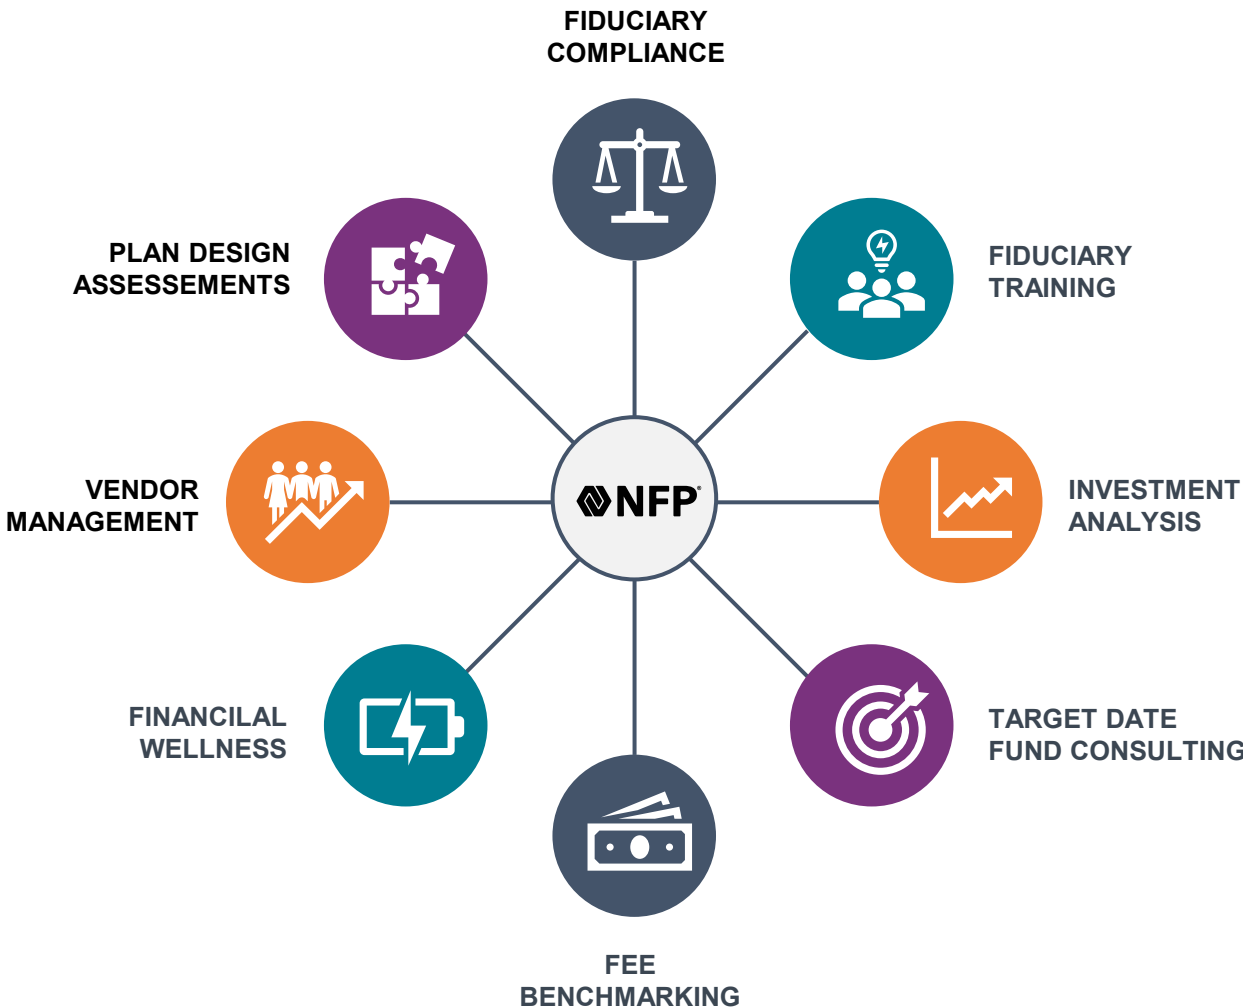 FIDUCIARY
COMPLIANCE
PLAN DESIGN
ASSESSEMENTS
FIDUCIARY
TRAINING
VENDOR
MANAGEMENT
NFP®
INVESTMENT
ANALYSIS
FINANCILAL
WELLNESS
TARGET DATE
FUND CONSULTING
FEE
BENCHMARKING